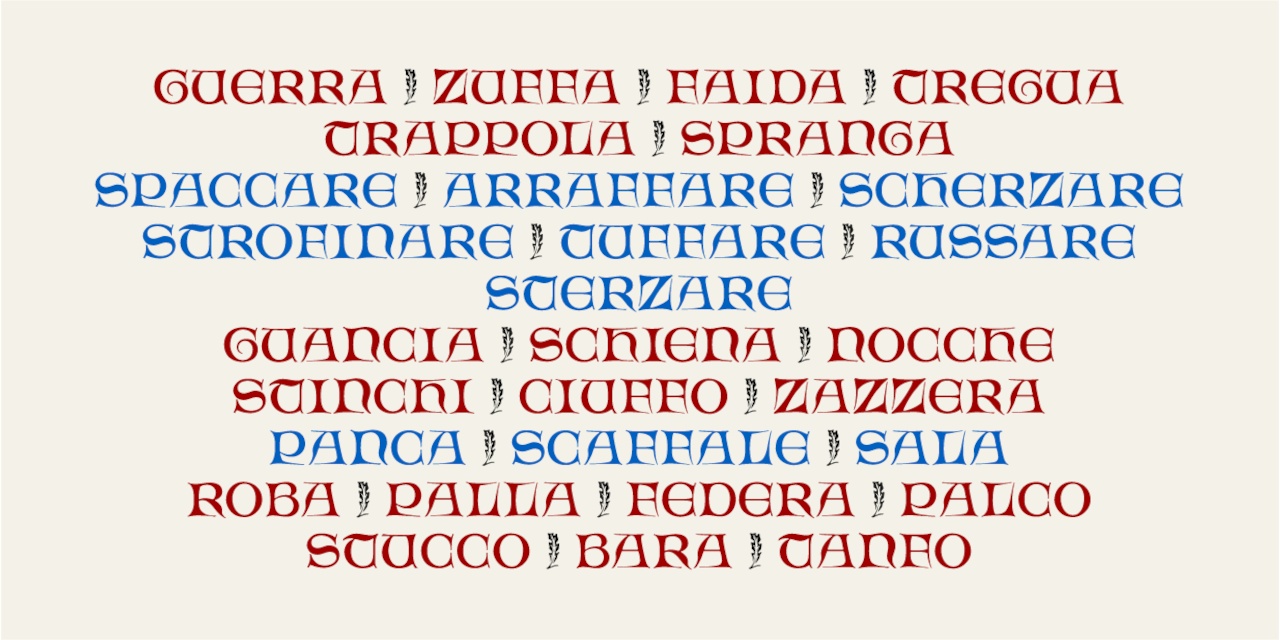 GUERRA ZUFFA FAIDA TREGUA
TRAPPOLA SPRANGA
SPACCARE ARRAFFARE SCHERZARE
STROFINARE TUFFARE RUSSARE
STERZARE
GUANCIA SCHIENA NOCCHE
STINCHI CIUFFO ZAZZERA
PANCA SCAFFALE SALA
ROBA PALLA FEDERA PALCO
STUCCO BARA TANFO